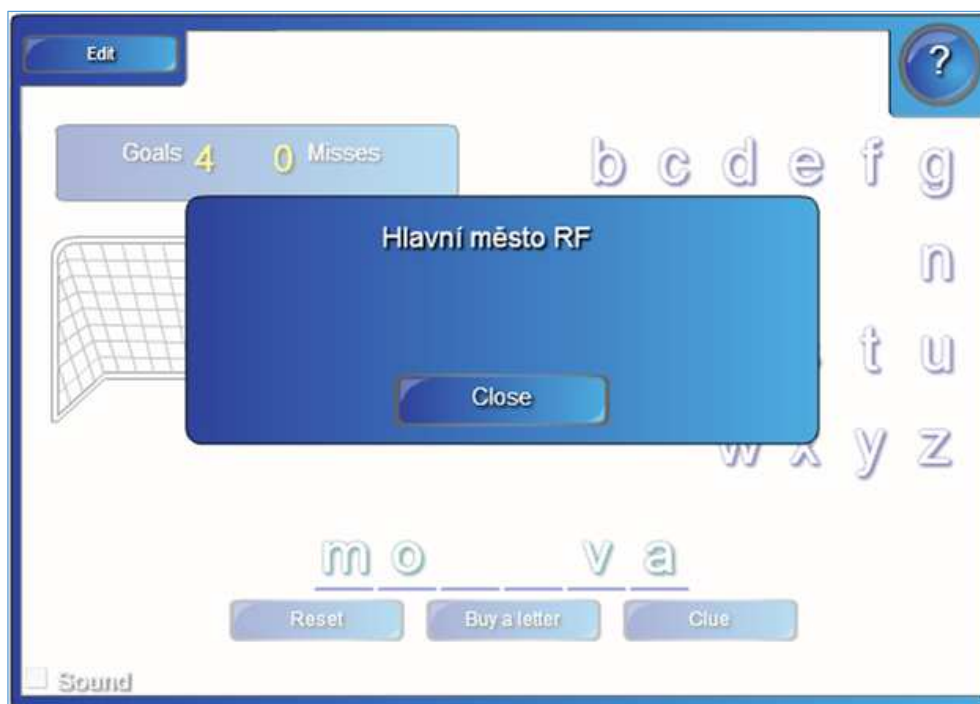 Edit
?
Goals 4 0 Misses
b c d e f g
Hlavní město RF
n
t u
Close
w x y z
m o _ _ v a
Reset Buy a letter Clue
Sound